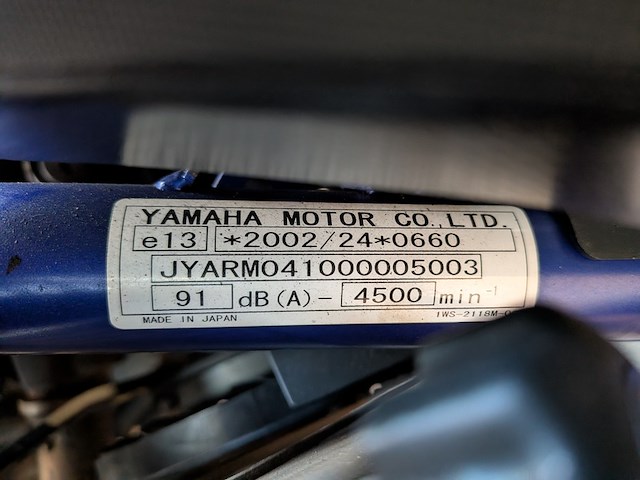 YAMAHA MOTOR CO.,LTD.
e13 *2002/24*0660
JYARM041000005003
91 dB(A)- 4500 min-1
MADE IN JAPAN